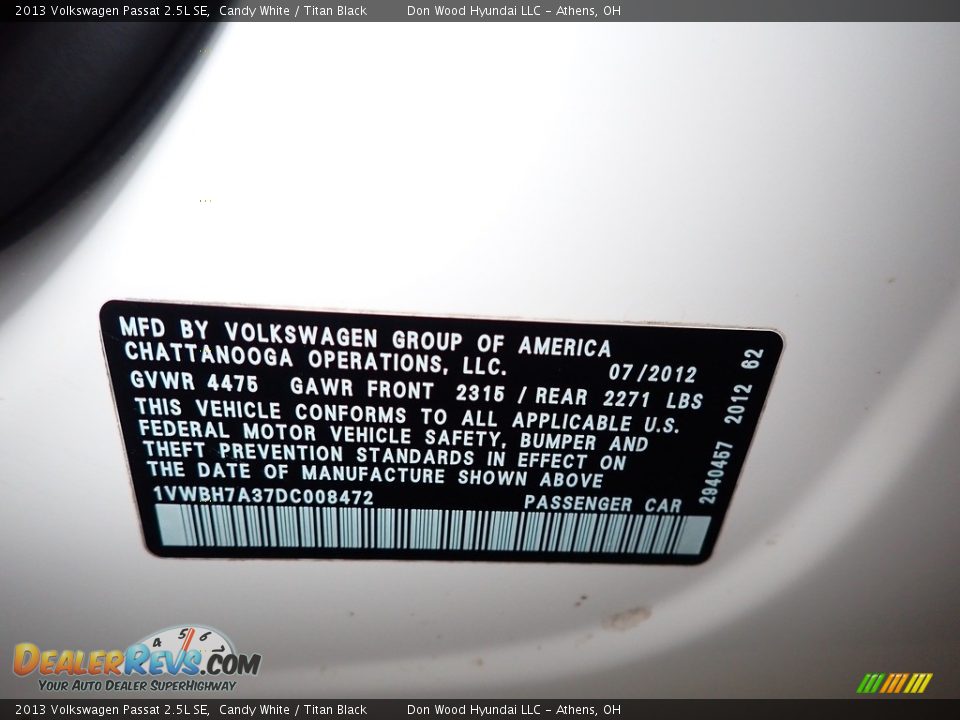 2013 Volkswagen Passat 2.5L SE, Candy White / Titan Black Don Wood Hyundai LLC - Athens, OH
MFD BY VOLKSWAGEN GROUP OF AMERICA
CHATTANOOGA OPERATIONS, LLC. 07/2012
GVWR 4475 GAWR FRONT 2315 / REAR 2271 LBS
THIS VEHICLE CONFORMS TO ALL APPLICABLE U.S.
FEDERAL MOTOR VEHICLE SAFETY, BUMPER AND
THEFT PREVENTION STANDARDS IN EFFECT ON
THE DATE OF MANUFACTURE SHOWN ABOVE
1VWBH7A37DC008472 PASSENGER CAR
2940457 2012 62
4 5 6 7
DealerRevs.com
Your Auto Dealer SuperHighway
2013 Volkswagen Passat 2.5L SE, Candy White / Titan Black Don Wood Hyundai LLC - Athens, OH